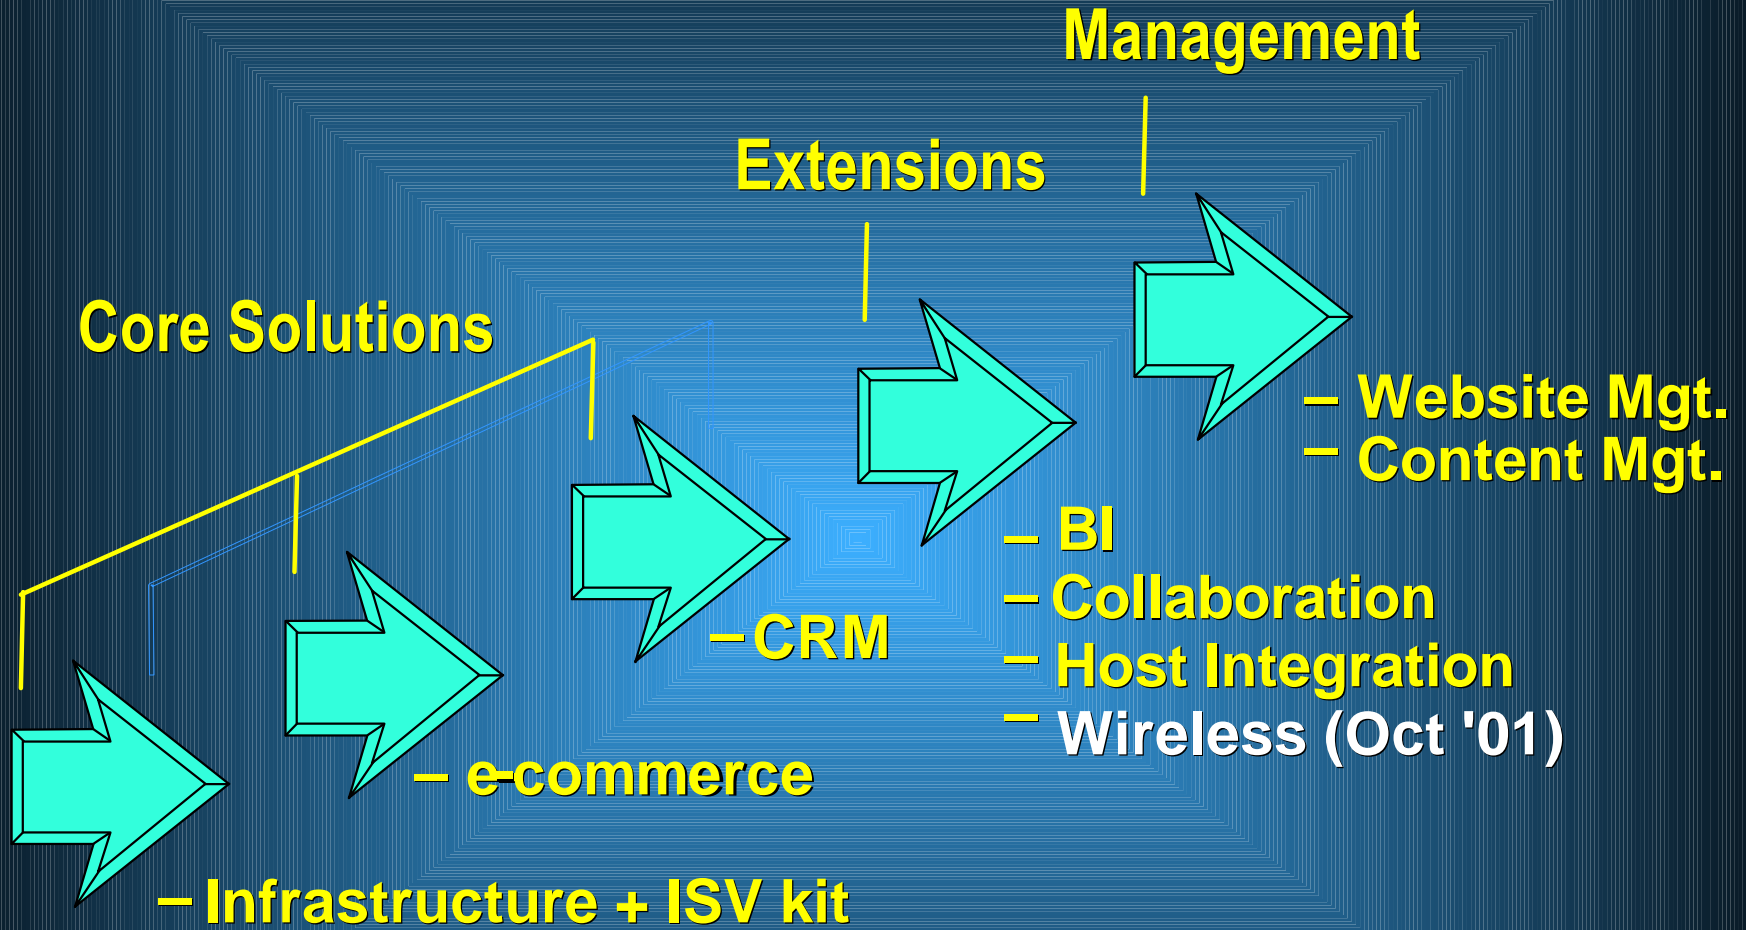 Management
Extensions
Core Solutions
– Website Mgt.
– Content Mgt.
– BI
– Collaboration
– Host Integration
– Wireless (Oct '01)
– CRM
– e-commerce
– Infrastructure + ISV kit